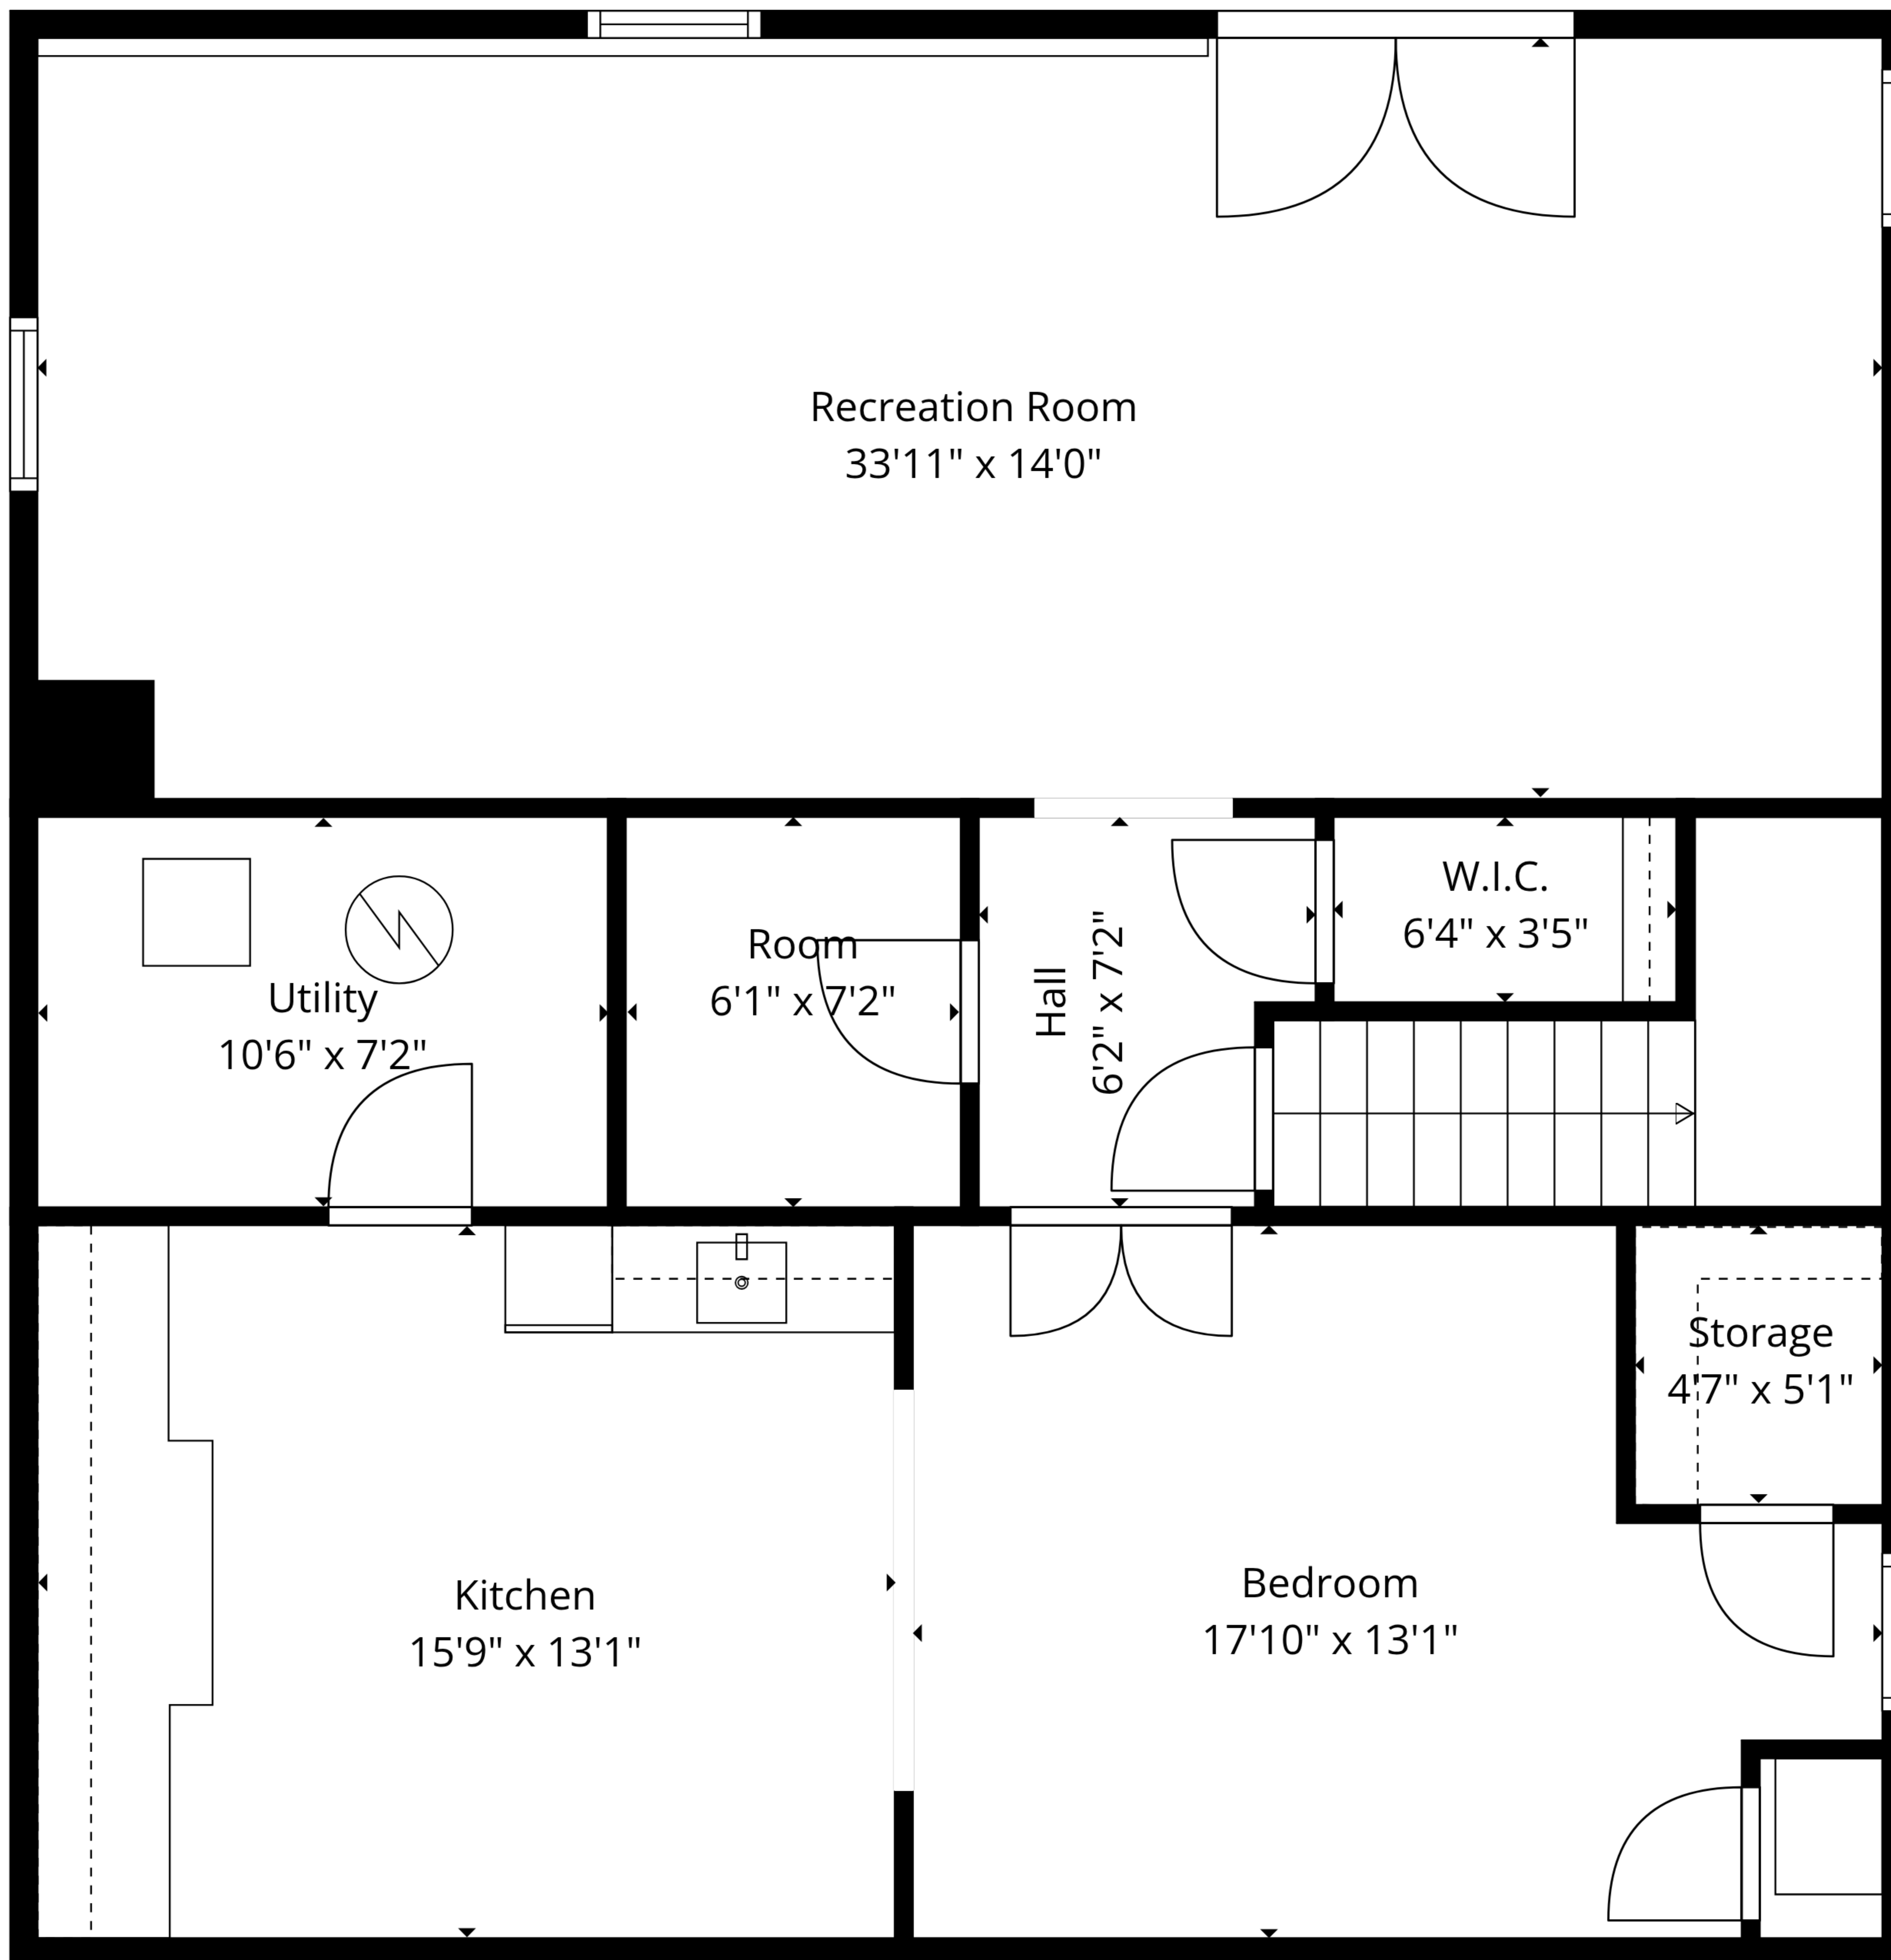 Recreation Room
33'11" x 14'0"
W.I.C.
6'4" x 3'5"
Room
6'1" x 7'2"
Hall
6'2" x 7'2"
Utility
10'6" x 7'2"
Storage
4'7" x 5'1"
Kitchen
15'9" x 13'1"
Bedroom
17'10" x 13'1"